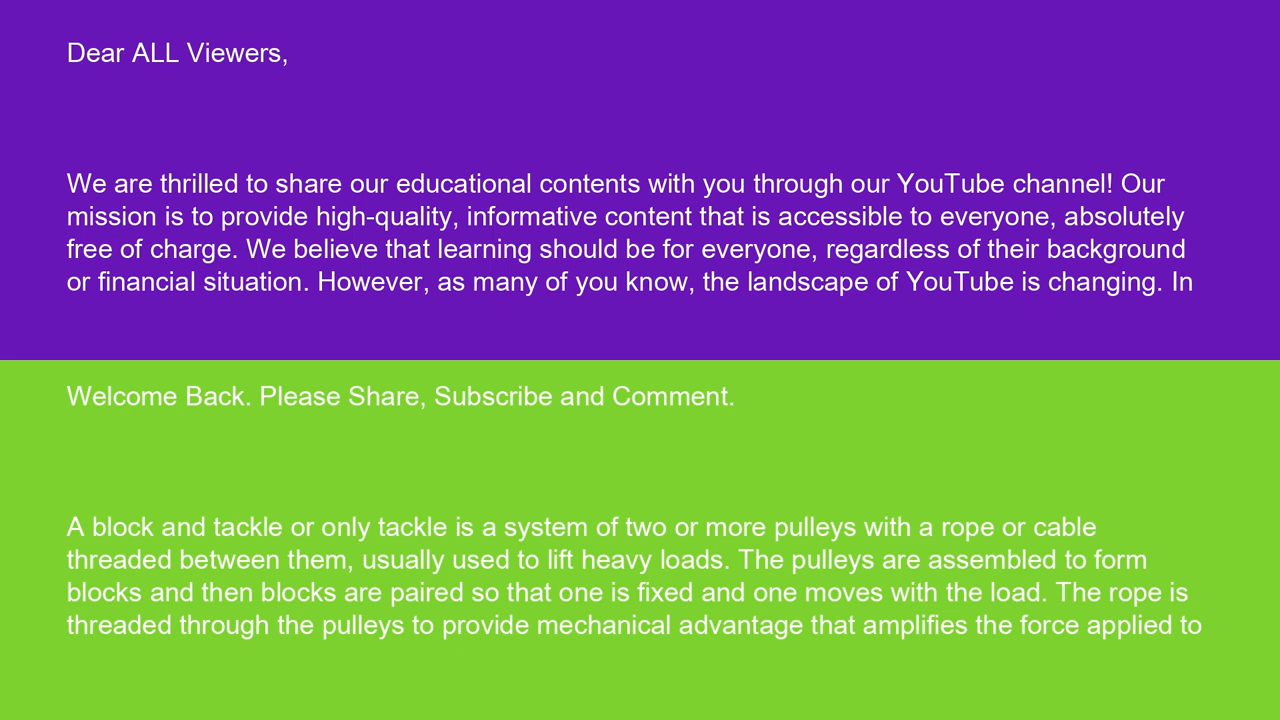 Dear ALL Viewers,
We are thrilled to share our educational contents with you through our YouTube channel! Our
mission is to provide high-quality, informative content that is accessible to everyone, absolutely
free of charge. We believe that learning should be for everyone, regardless of their background
or financial situation. However, as many of you know, the landscape of YouTube is changing. In
Welcome Back. Please Share, Subscribe and Comment.
A block and tackle or only tackle is a system of two or more pulleys with a rope or cable
threaded between them, usually used to lift heavy loads. The pulleys are assembled to form
blocks and then blocks are paired so that one is fixed and one moves with the load. The rope is
threaded through the pulleys to provide mechanical advantage that amplifies the force applied to